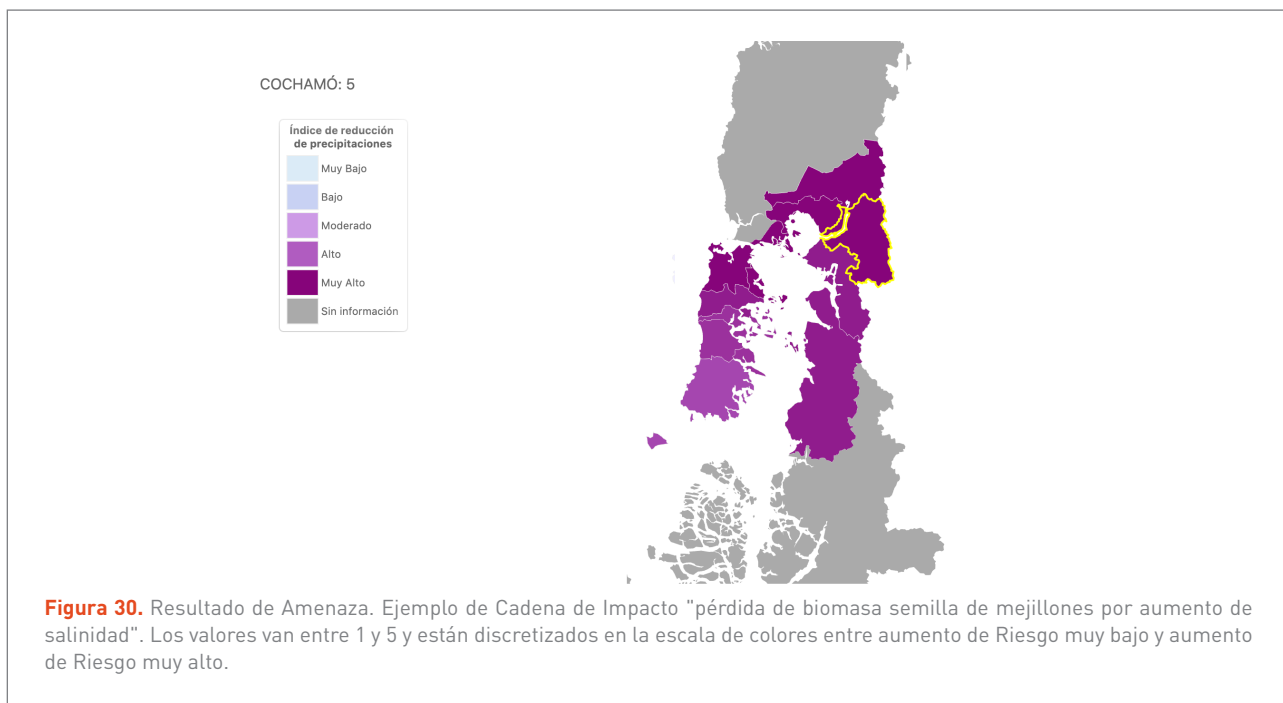 COCHAMÓ: 5
Índice de reducción
de precipitaciones
Muy Bajo
Bajo
Moderado
Alto
Muy Alto
Sin información
Figura 30. Resultado de Amenaza. Ejemplo de Cadena de Impacto "pérdida de biomasa semilla de mejillones por aumento de
salinidad". Los valores van entre 1 y 5 y están discretizados en la escala de colores entre aumento de Riesgo muy bajo y aumento
de Riesgo muy alto.